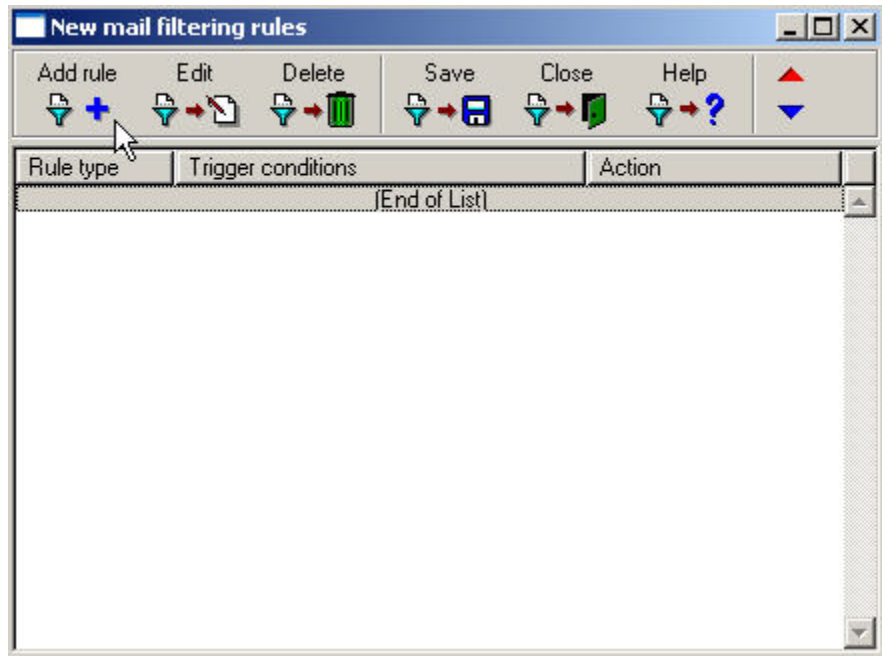 New mail filtering rules
Add rule Edit Delete Save Close Help
Rule type Trigger conditions Action
(End of List)